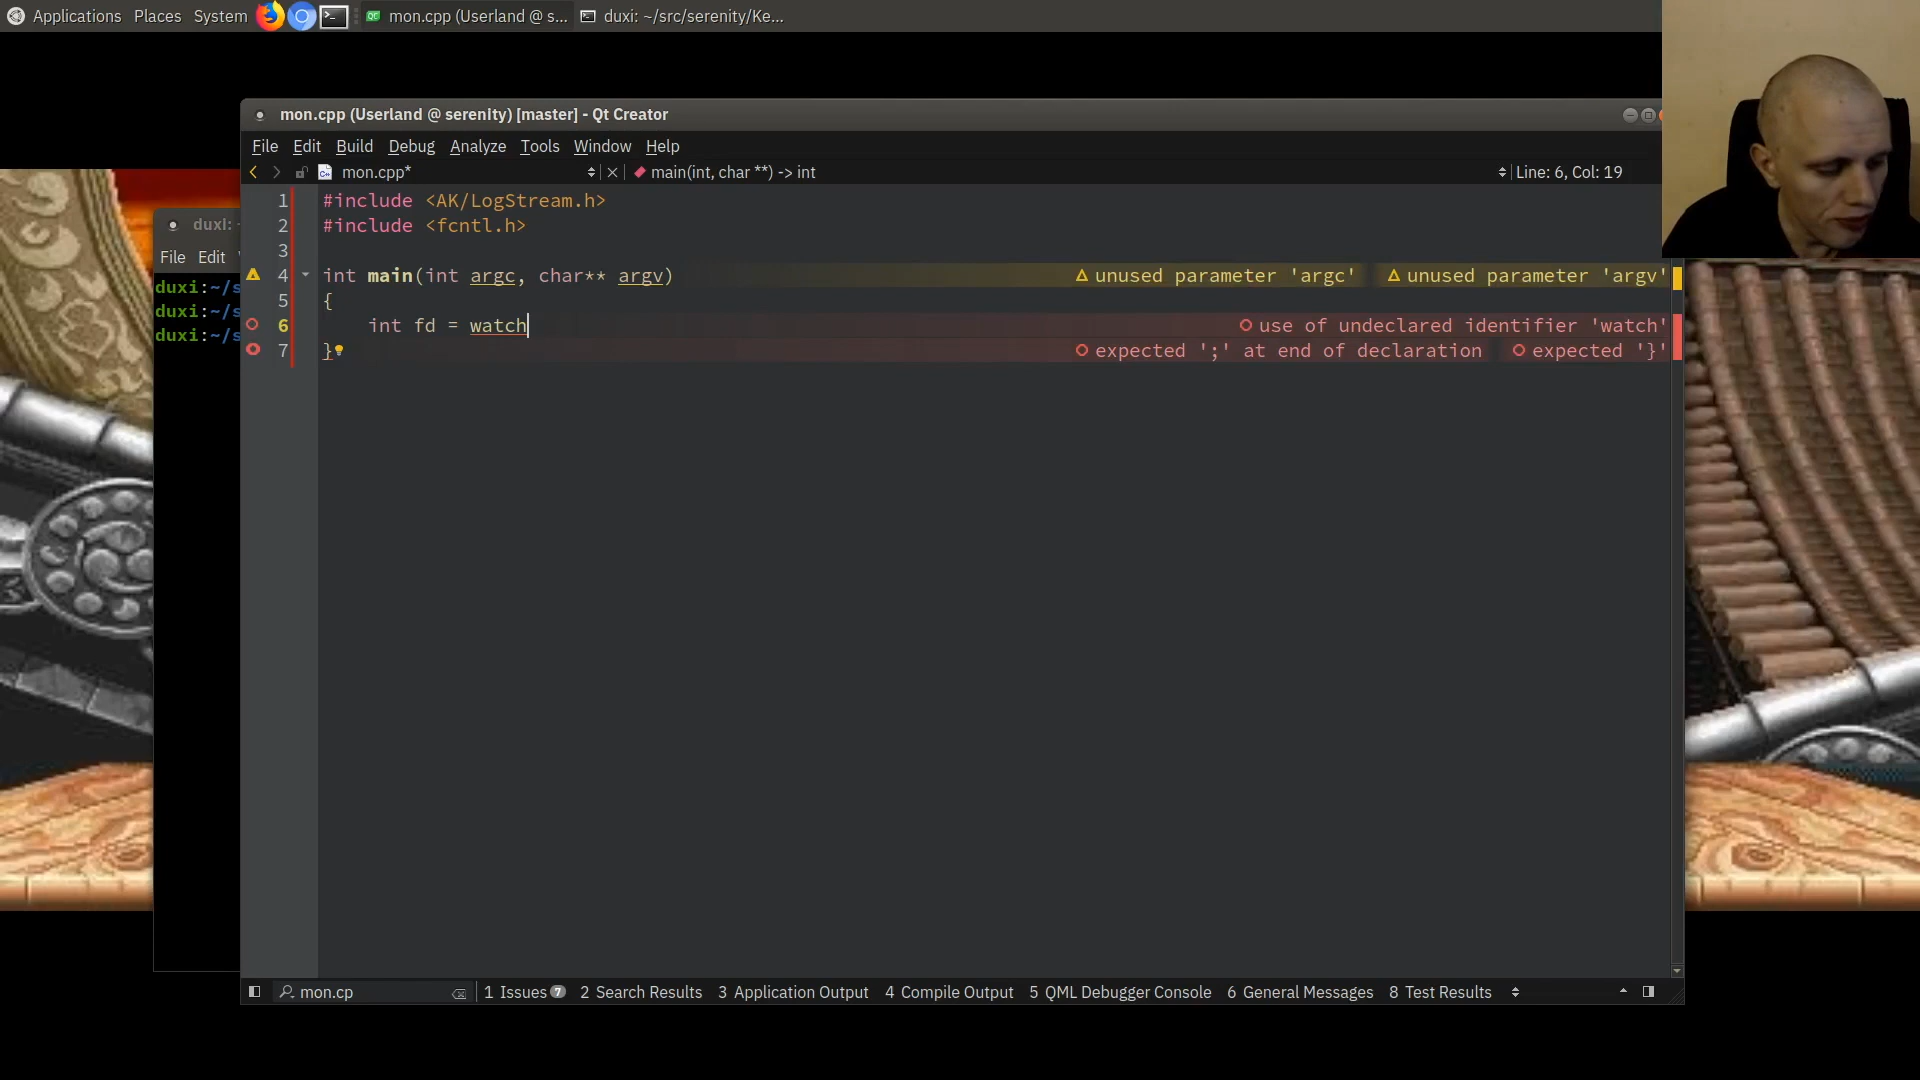 Applications Places System mon.cpp (Userland @ s... duxi: ~/src/serenity/Ke...
mon.cpp (Userland @ serenity) [master] - Qt Creator
File Edit Build Debug Analyze Tools Window Help
mon.cpp* main(int, char **) -> int Line: 6, Col: 19
duxi: ~
File Edit
duxi:~/s
duxi:~/s
duxi:~/s
1 #include <AK/LogStream.h>
2 #include <fcntl.h>
3
4 int main(int argc, char** argv) unused parameter 'argc' unused parameter 'argv'
5 {
6 int fd = watch use of undeclared identifier 'watch'
7 } expected ';' at end of declaration expected '}'
mon.cp 1 Issues 7 2 Search Results 3 Application Output 4 Compile Output 5 QML Debugger Console 6 General Messages 8 Test Results